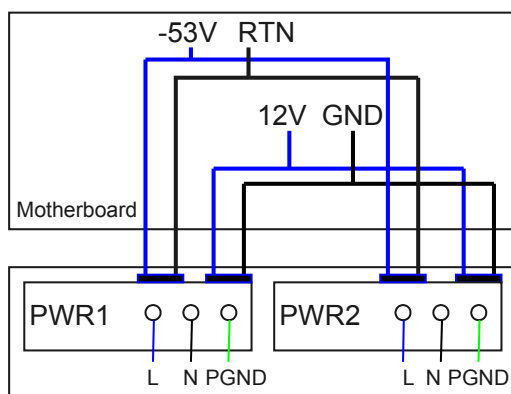 -53V RTN
12V GND
Motherboard
PWR1 PWR2
L N PGND L N PGND